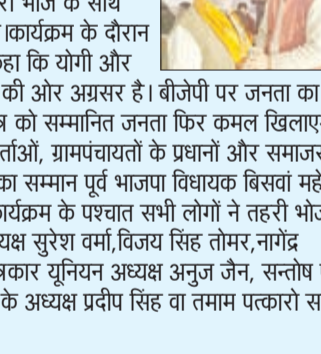 भोज के साथ
कार्यक्रम के दौरान
कहा कि योगी और
की ओर अग्रसर है। बीजेपी पर जनता का
को सम्मानित जनता फिर कमल खिलाए
र्ताओं, ग्रामपंचायतों के प्रधानों और समाजस
का सम्मान पूर्व भाजपा विधायक बिसवां महे
र्यक्रम के पश्चात सभी लोगों ने तहरी भोज
यक्ष सुरेश वर्मा,विजय सिंह तोमर,नागेंद्र
त्रकार यूनियन अध्यक्ष अनुज जैन, सन्तोष
के अध्यक्ष प्रदीप सिंह वा तमाम पत्कारो स